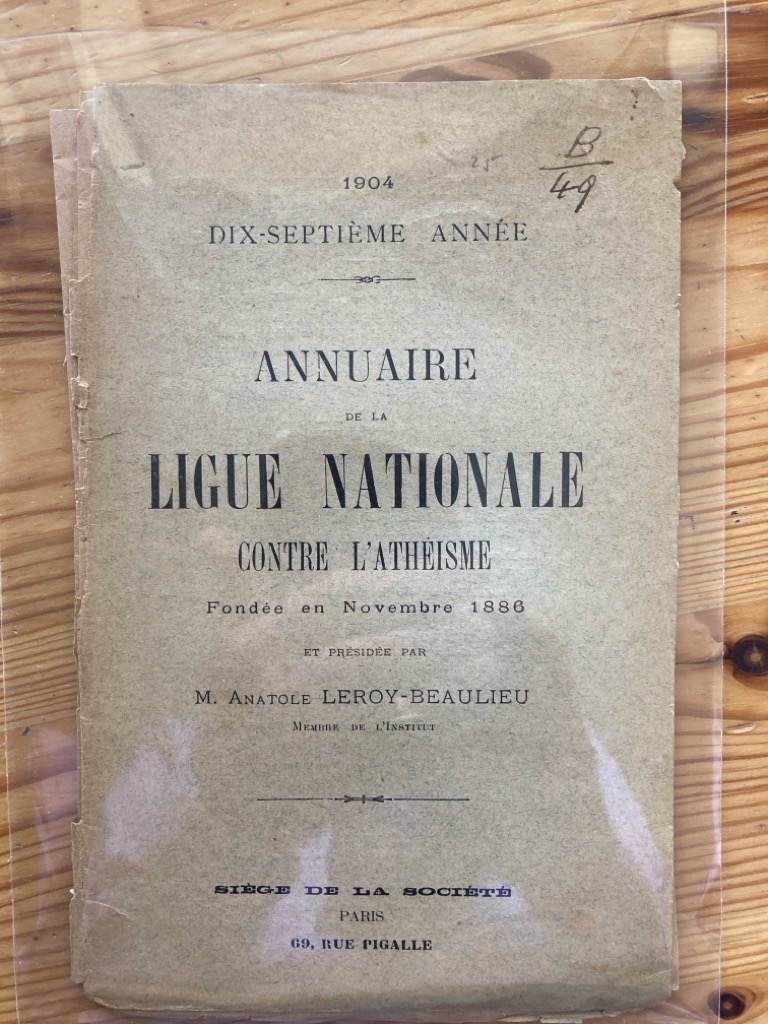 B
49
25
1904
DIX-SEPTIÈME ANNÉE
ANNUAIRE
DE LA
LIGUE NATIONALE
CONTRE L'ATHÉISME
Fondée en Novembre 1886
ET PRÉSIDÉE PAR
M. ANATOLE LEROY-BEAULIEU
MEMBRE DE L'INSTITUT
SIÈGE DE LA SOCIÉTÉ
PARIS
69, RUE PIGALLE